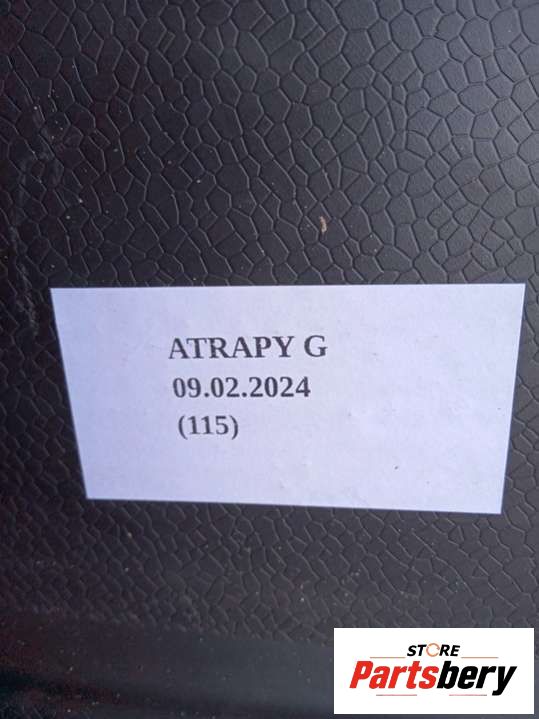 ATRAPY G
09.02.2024
(115)
STORE
Partsbery